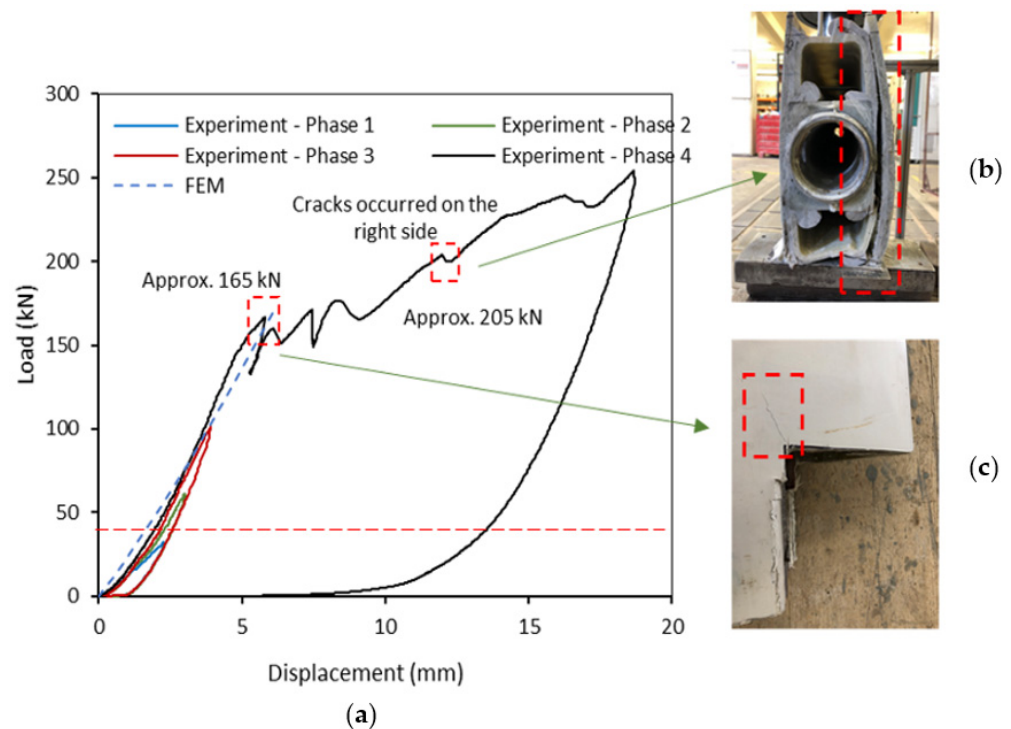 300
250
200
150
100
50
0
Load (kN)
Experiment - Phase 1
Experiment - Phase 2
Experiment - Phase 3
Experiment - Phase 4
FEM
Cracks occurred on the
right side
Approx. 165 kN
Approx. 205 kN
0 5 10 15 20
Displacement (mm)
(a)
(b)
(c)